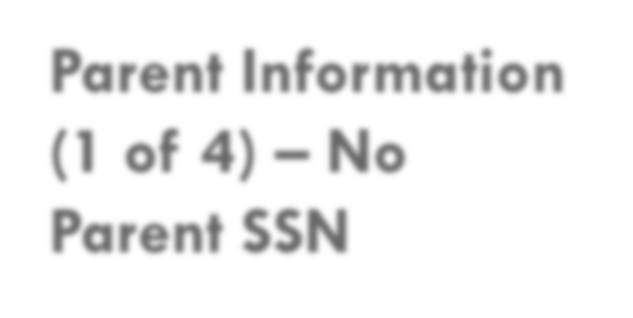 Parent Information
(1 of 4) – No
Parent SSN